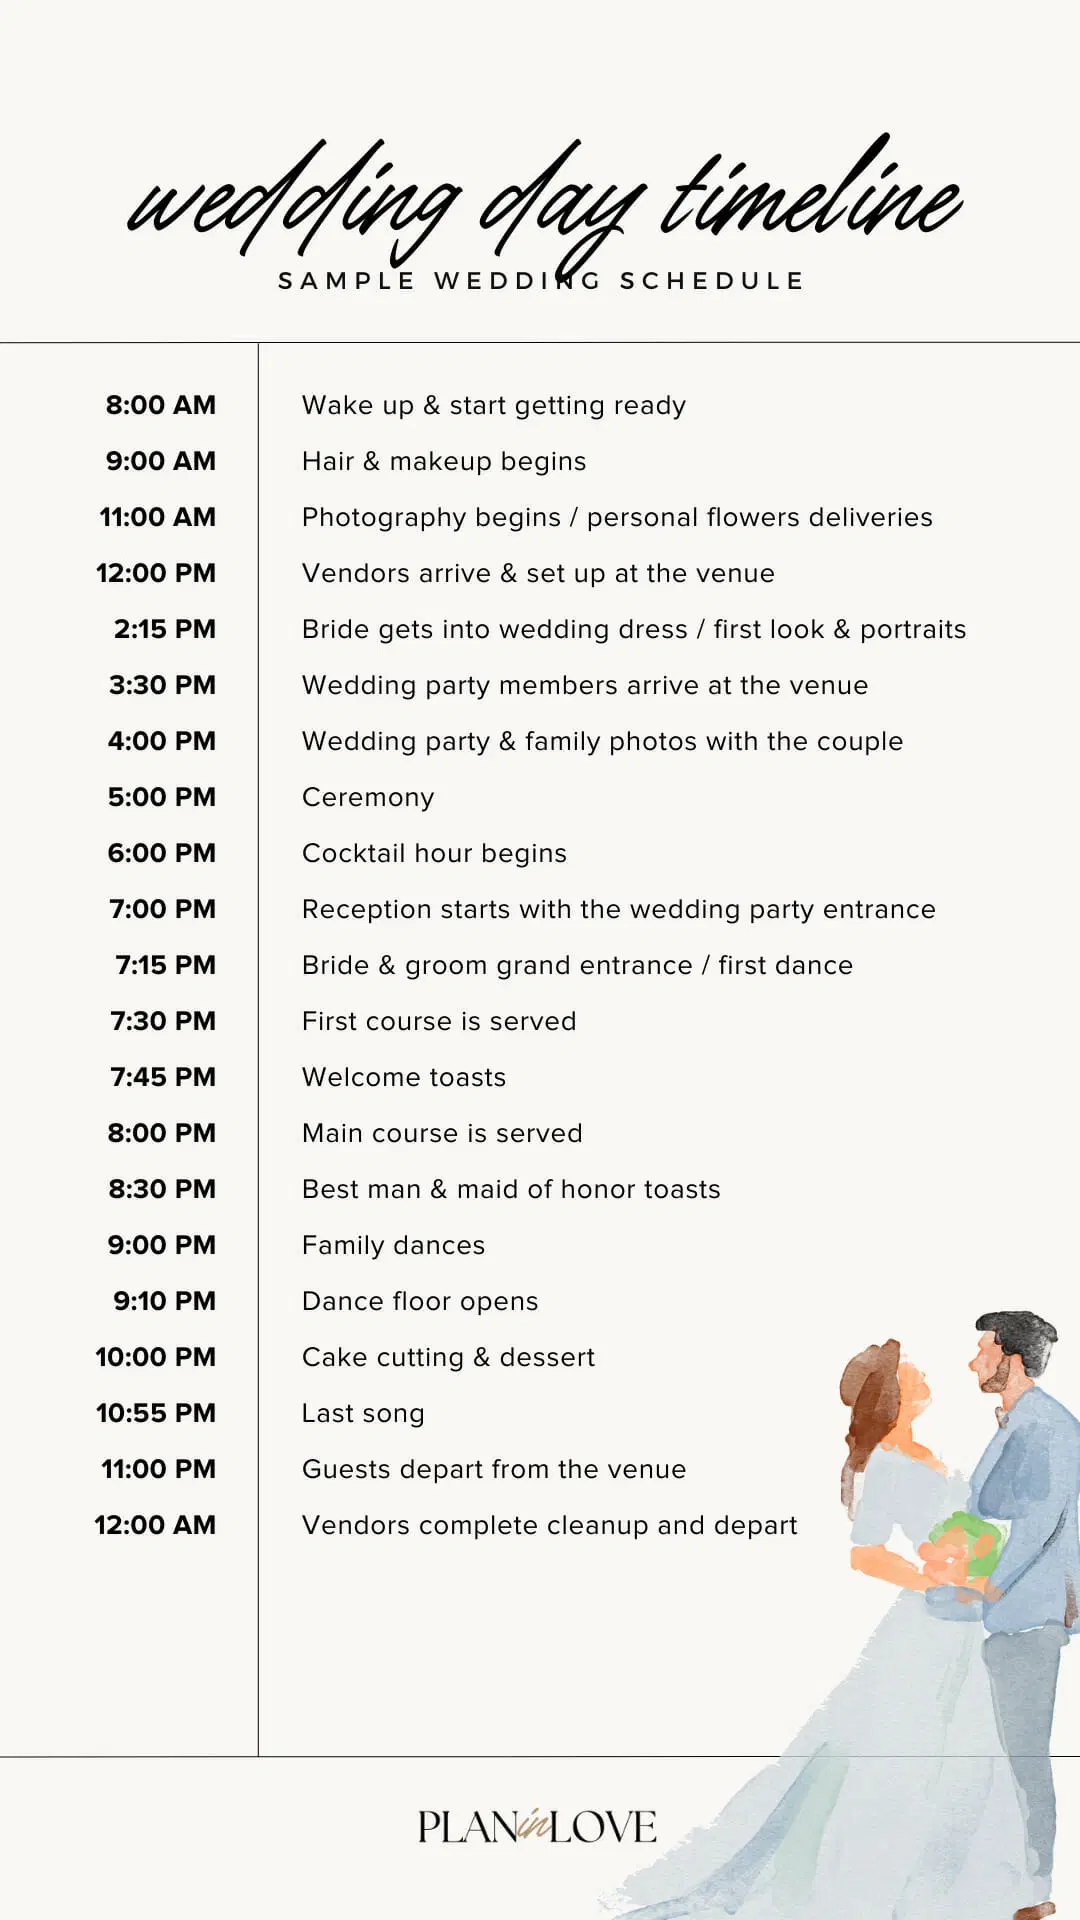 wedding day timeline
SAMPLE WEDDING SCHEDULE
8:00 AM Wake up & start getting ready
9:00 AM Hair & makeup begins
11:00 AM Photography begins / personal flowers deliveries
12:00 PM Vendors arrive & set up at the venue
2:15 PM Bride gets into wedding dress / first look & portraits
3:30 PM Wedding party members arrive at the venue
4:00 PM Wedding party & family photos with the couple
5:00 PM Ceremony
6:00 PM Cocktail hour begins
7:00 PM Reception starts with the wedding party entrance
7:15 PM Bride & groom grand entrance / first dance
7:30 PM First course is served
7:45 PM Welcome toasts
8:00 PM Main course is served
8:30 PM Best man & maid of honor toasts
9:00 PM Family dances
9:10 PM Dance floor opens
10:00 PM Cake cutting & dessert
10:55 PM Last song
11:00 PM Guests depart from the venue
12:00 AM Vendors complete cleanup and depart
PLAN in LOVE